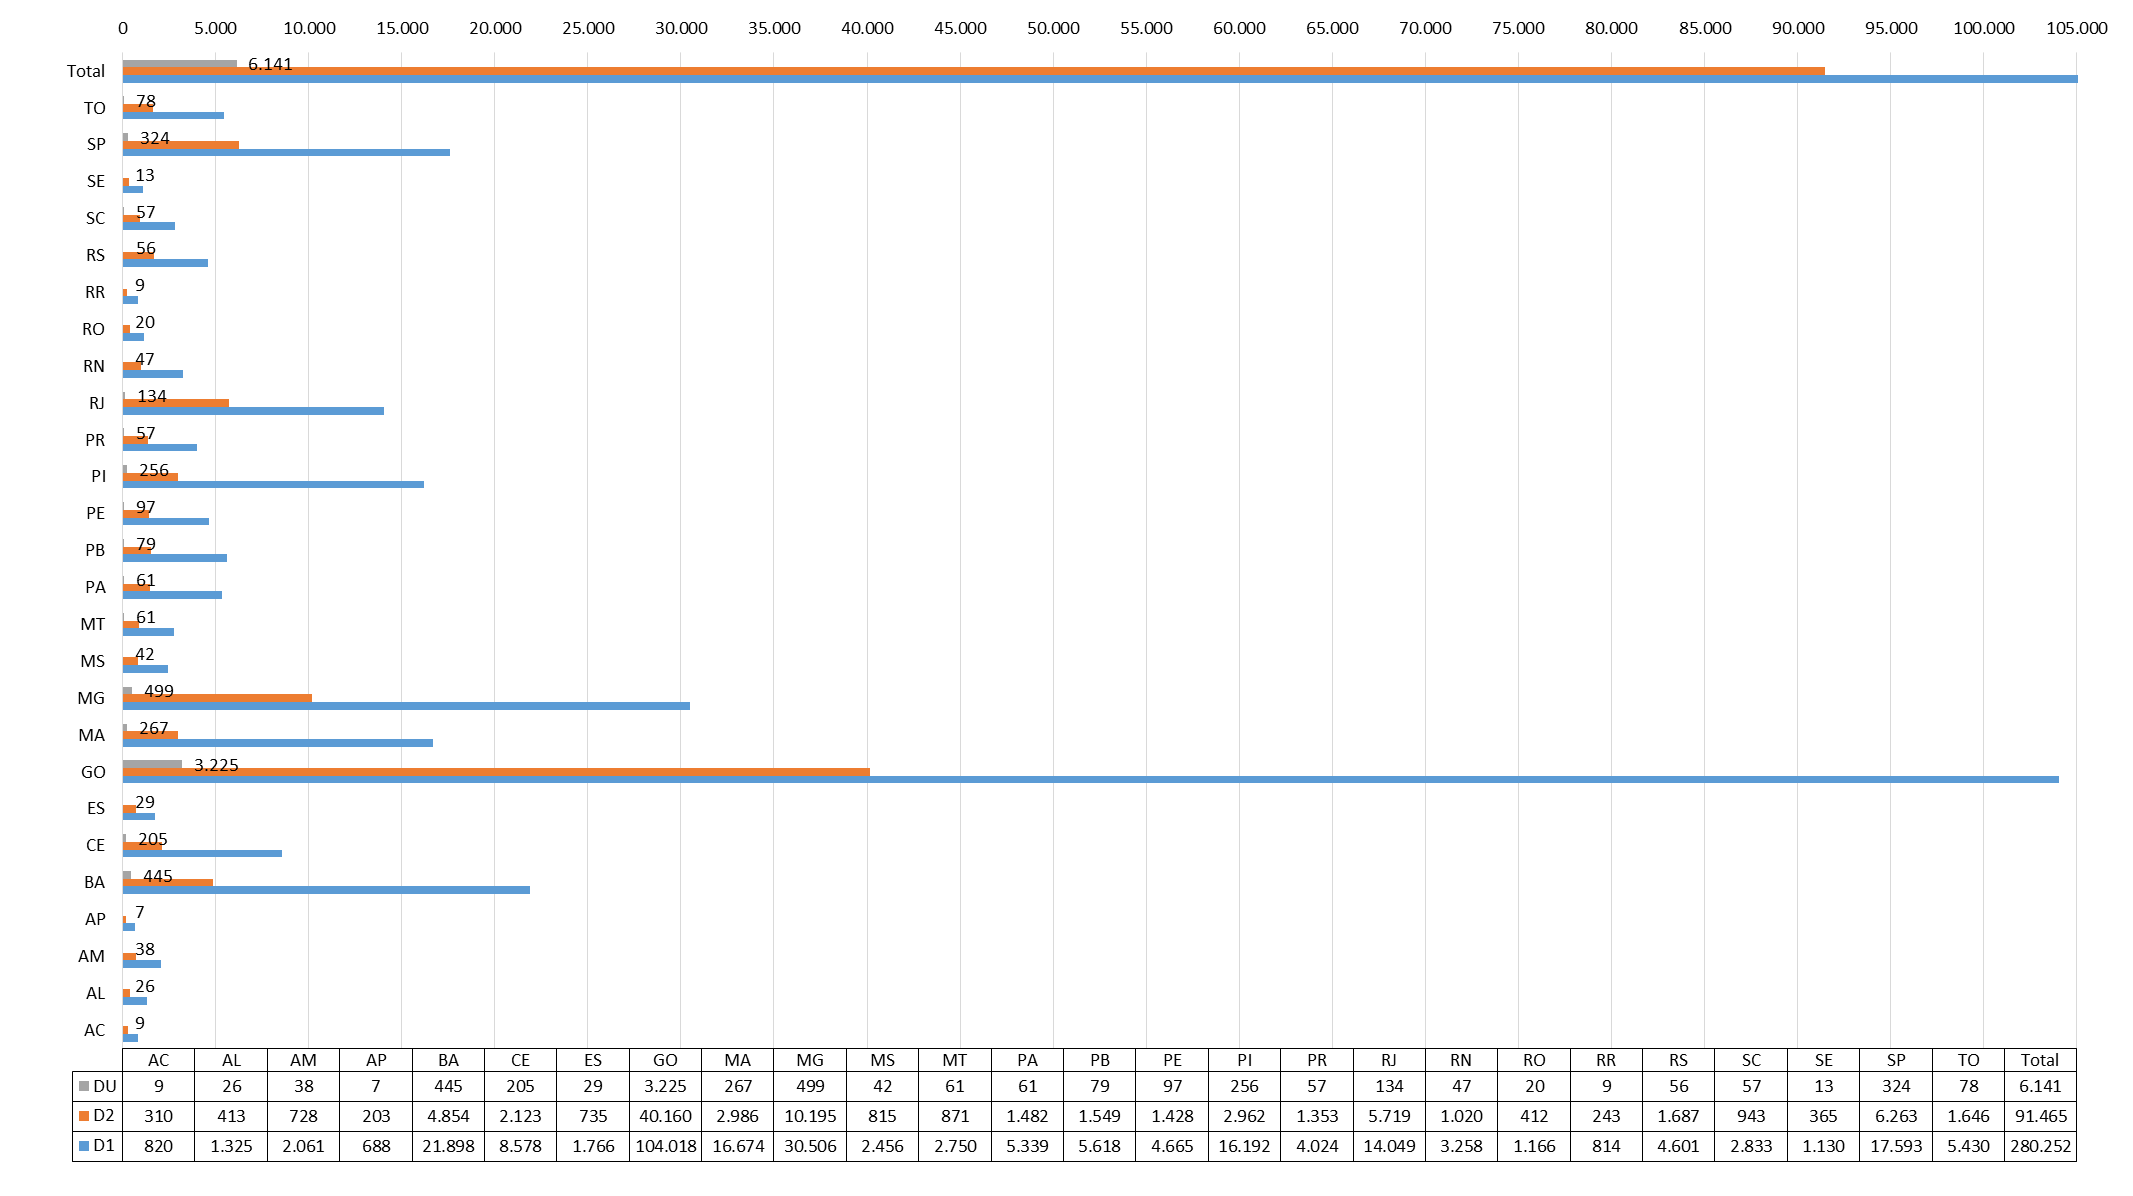 0 5.000 10.000 15.000 20.000 25.000 30.000 35.000 40.000 45.000 50.000 55.000 60.000 65.000 70.000 75.000 80.000 85.000 90.000 95.000 100.000 105.000
Total 6.141
TO 78
SP 324
SE 13
SC 57
RS 56
RR 9
RO 20
RN 47
RJ 134
PR 57
PI 256
PE 97
PB 79
PA 61
MT 61
MS 42
MG 499
MA 267
GO 3.225
ES 29
CE 205
BA 445
AP 7
AM 38
AL 26
AC 9
AC AL AM AP BA CE ES GO MA MG MS MT PA PB PE PI PR RJ RN RO RR RS SC SE SP TO Total
DU 9 26 38 7 445 205 29 3.225 267 499 42 61 61 79 97 256 57 134 47 20 9 56 57 13 324 78 6.141
D2 310 413 728 203 4.854 2.123 735 40.160 2.986 10.195 815 871 1.482 1.549 1.428 2.962 1.353 5.719 1.020 412 243 1.687 943 365 6.263 1.646 91.465
D1 820 1.325 2.061 688 21.898 8.578 1.766 104.018 16.674 30.506 2.456 2.750 5.339 5.618 4.665 16.192 4.024 14.049 3.258 1.166 814 4.601 2.833 1.130 17.593 5.430 280.252